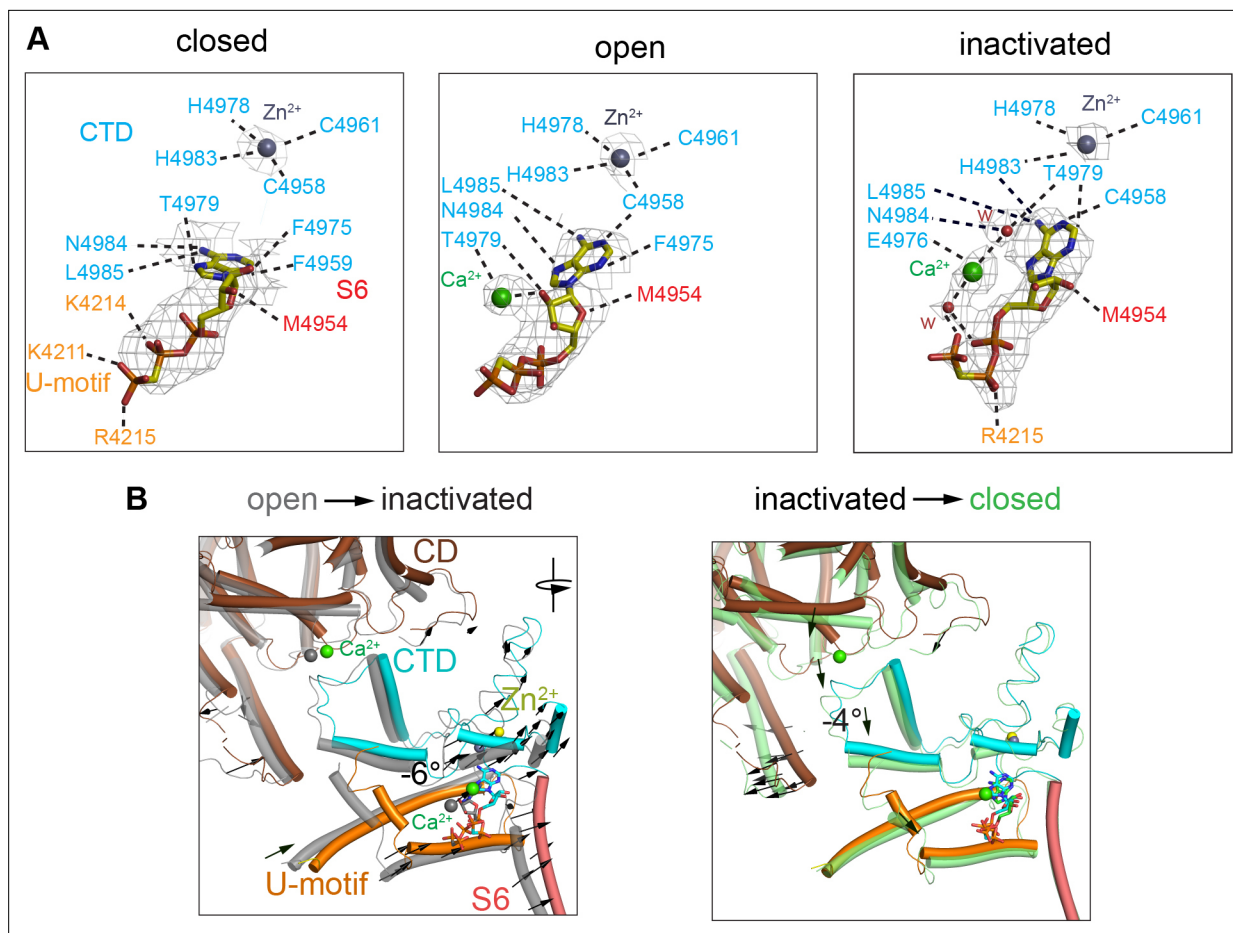 A
closed
open
inactivated
H4978
Zn²⁺
C4961
CTD
H4983
C4958
T4979
F4975
N4984
F4959
L4985
S6
K4214
M4954
K4211
U-motif
R4215
Zn²⁺
H4978
C4961
H4983
L4985
C4958
N4984
T4979
F4975
Ca²⁺
M4954
Zn²⁺
H4978
C4961
H4983
T4979
L4985
C4958
N4984
w
E4976
Ca²⁺
M4954
w
R4215
B
open → inactivated
inactivated → closed
CD
Ca²⁺
CTD
Zn²⁺
-6°
Ca²⁺
U-motif
S6
-4°